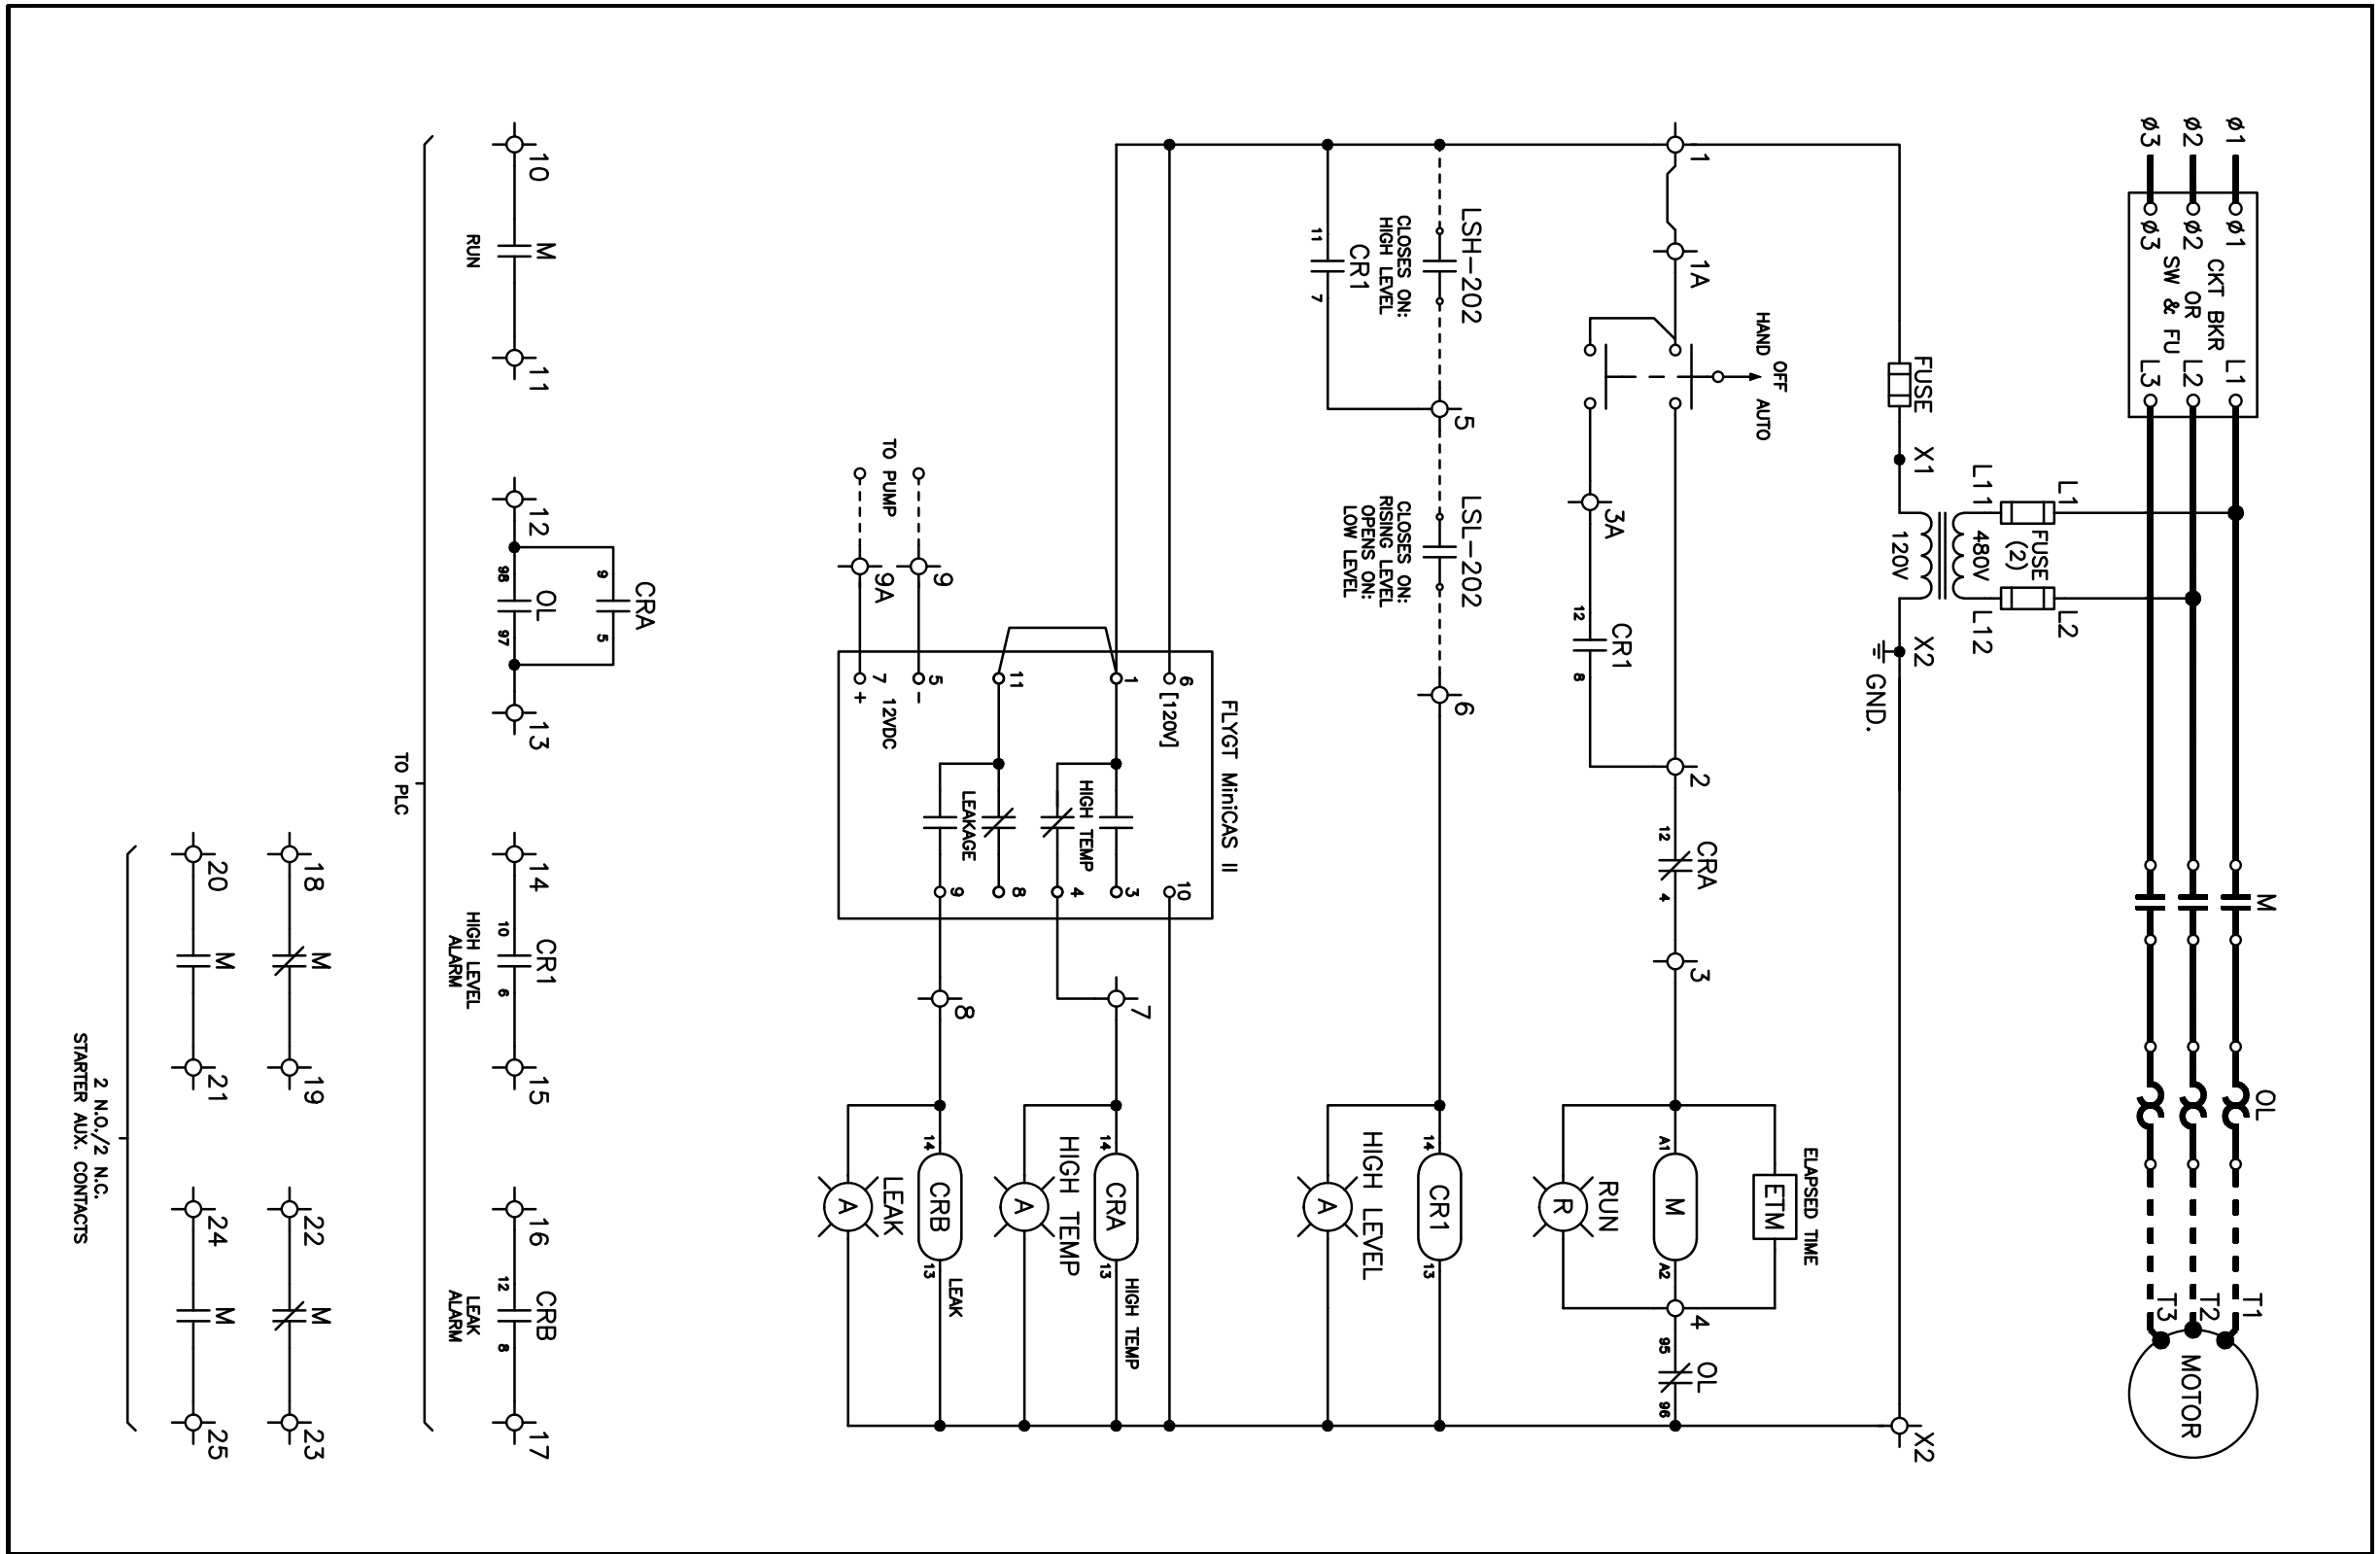 ø1
ø2
ø3
ø1
ø2
ø3
CKT BKR
OR
SW & FU
L1
L2
L3
M
OL
T1
T2
T3
MOTOR
L1
FUSE
(2)
L2
L11
480V
L12
FUSE
X1
120V
X2
GND.
X2
HAND OFF AUTO
1
1A
2
12
CRA
4
3
ELAPSED TIME
ETM
A1
M
A2
4
95
OL
96
3A
12
CR1
8
RUN
R
LSH-202
CLOSES ON:
HIGH LEVEL
5
LSL-202
CLOSES ON:
RISING LEVEL
OPENS ON:
LOW LEVEL
6
14
CR1
13
11
CR1
7
HIGH LEVEL
A
FLYGT MiniCAS II
6
[120V]
10
1
3
HIGH TEMP
4
11
8
LEAKAGE
9
5
-
12VDC
7
+
9
TO PUMP
9A
7
HIGH TEMP
14
CRA
13
HIGH TEMP
A
8
LEAK
14
CRB
13
LEAK
A
CRA
9
5
10
M
11
RUN
12
98
OL
97
13
14
10
CR1
6
15
HIGH LEVEL
ALARM
16
12
CRB
8
17
LEAK
ALARM
TO PLC
18
M
19
22
M
23
20
M
21
24
M
25
2 N.O./2 N.C.
STARTER AUX. CONTACTS